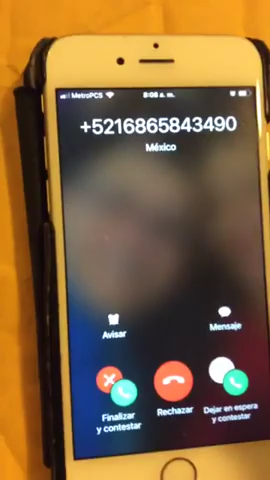 MetroPCS 8:08 a. m.
+5216865843490
México
Avisar Mensaje
Finalizar y contestar
Rechazar
Dejar en espera y contestar